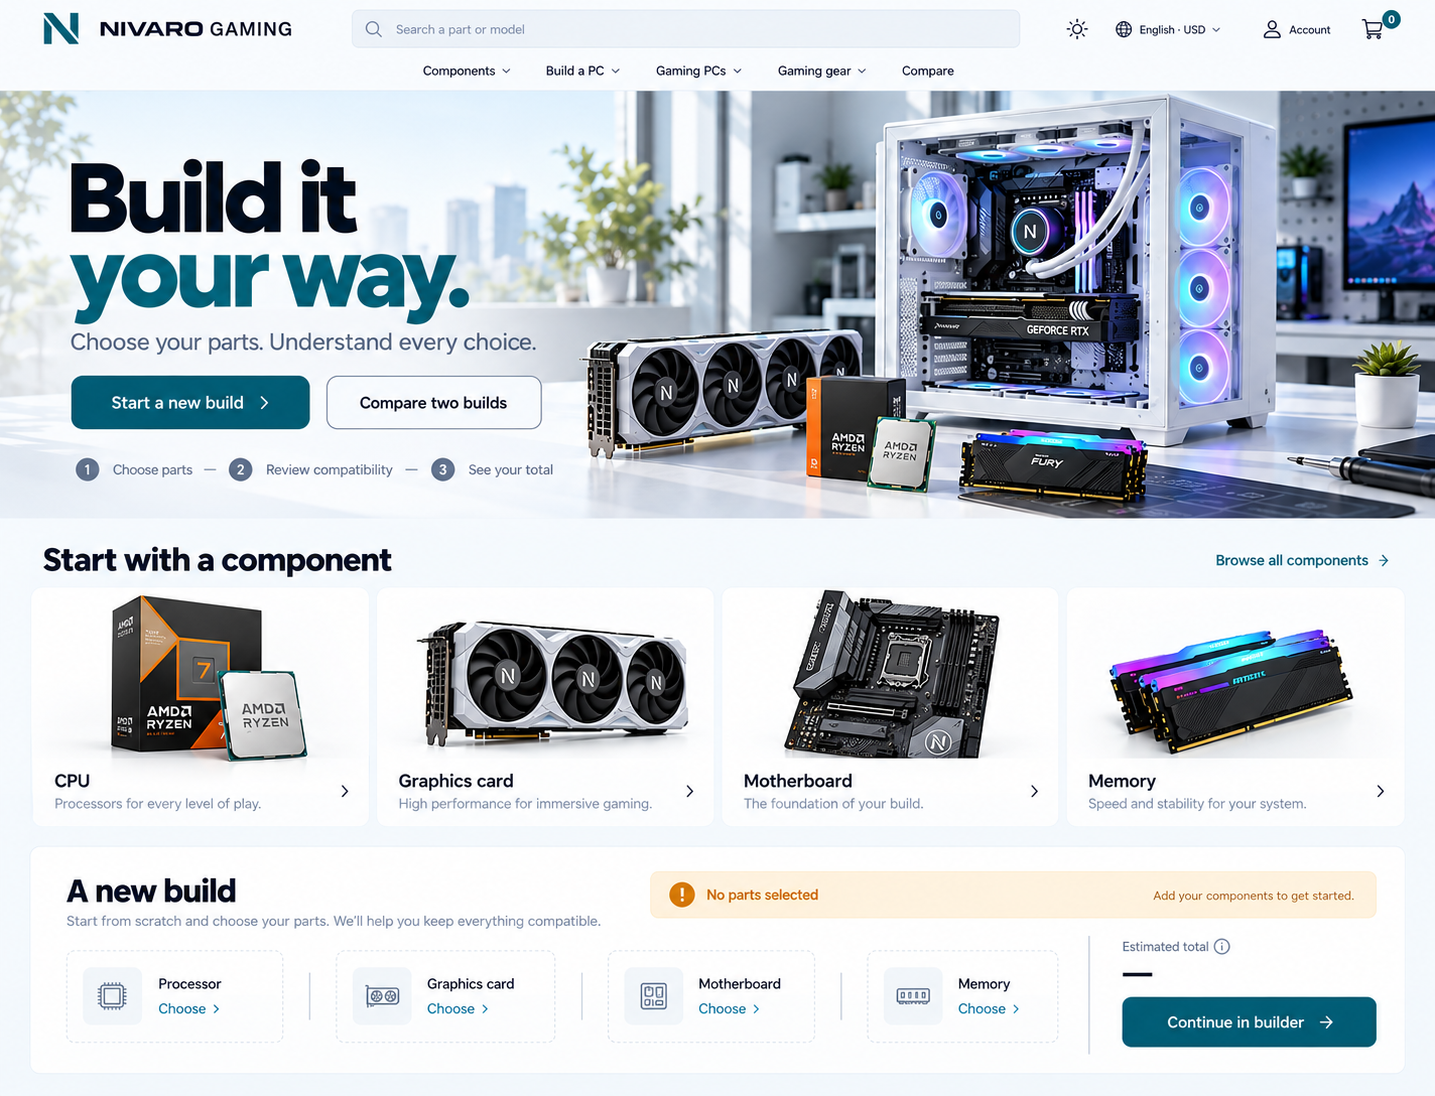 NIVARO GAMING
Search a part or model
English · USD
Account
0
Components
Build a PC
Gaming PCs
Gaming gear
Compare
Build it
your way.
Choose your parts. Understand every choice.
Start a new build
Compare two builds
1 Choose parts — 2 Review compatibility — 3 See your total
N
GEFORCE RTX
N N N N
AMD
RYZEN
AMD
RYZEN
FURY
Start with a component
Browse all components
7
AMD
RYZEN
7
AMD
RYZEN
CPU
Processors for every level of play.
N N N
Graphics card
High performance for immersive gaming.
N
Motherboard
The foundation of your build.
Memory
Speed and stability for your system.
A new build
Start from scratch and choose your parts. We'll help you keep everything compatible.
! No parts selected
Add your components to get started.
Processor
Choose
Graphics card
Choose
Motherboard
Choose
Memory
Choose
Estimated total
—
Continue in builder